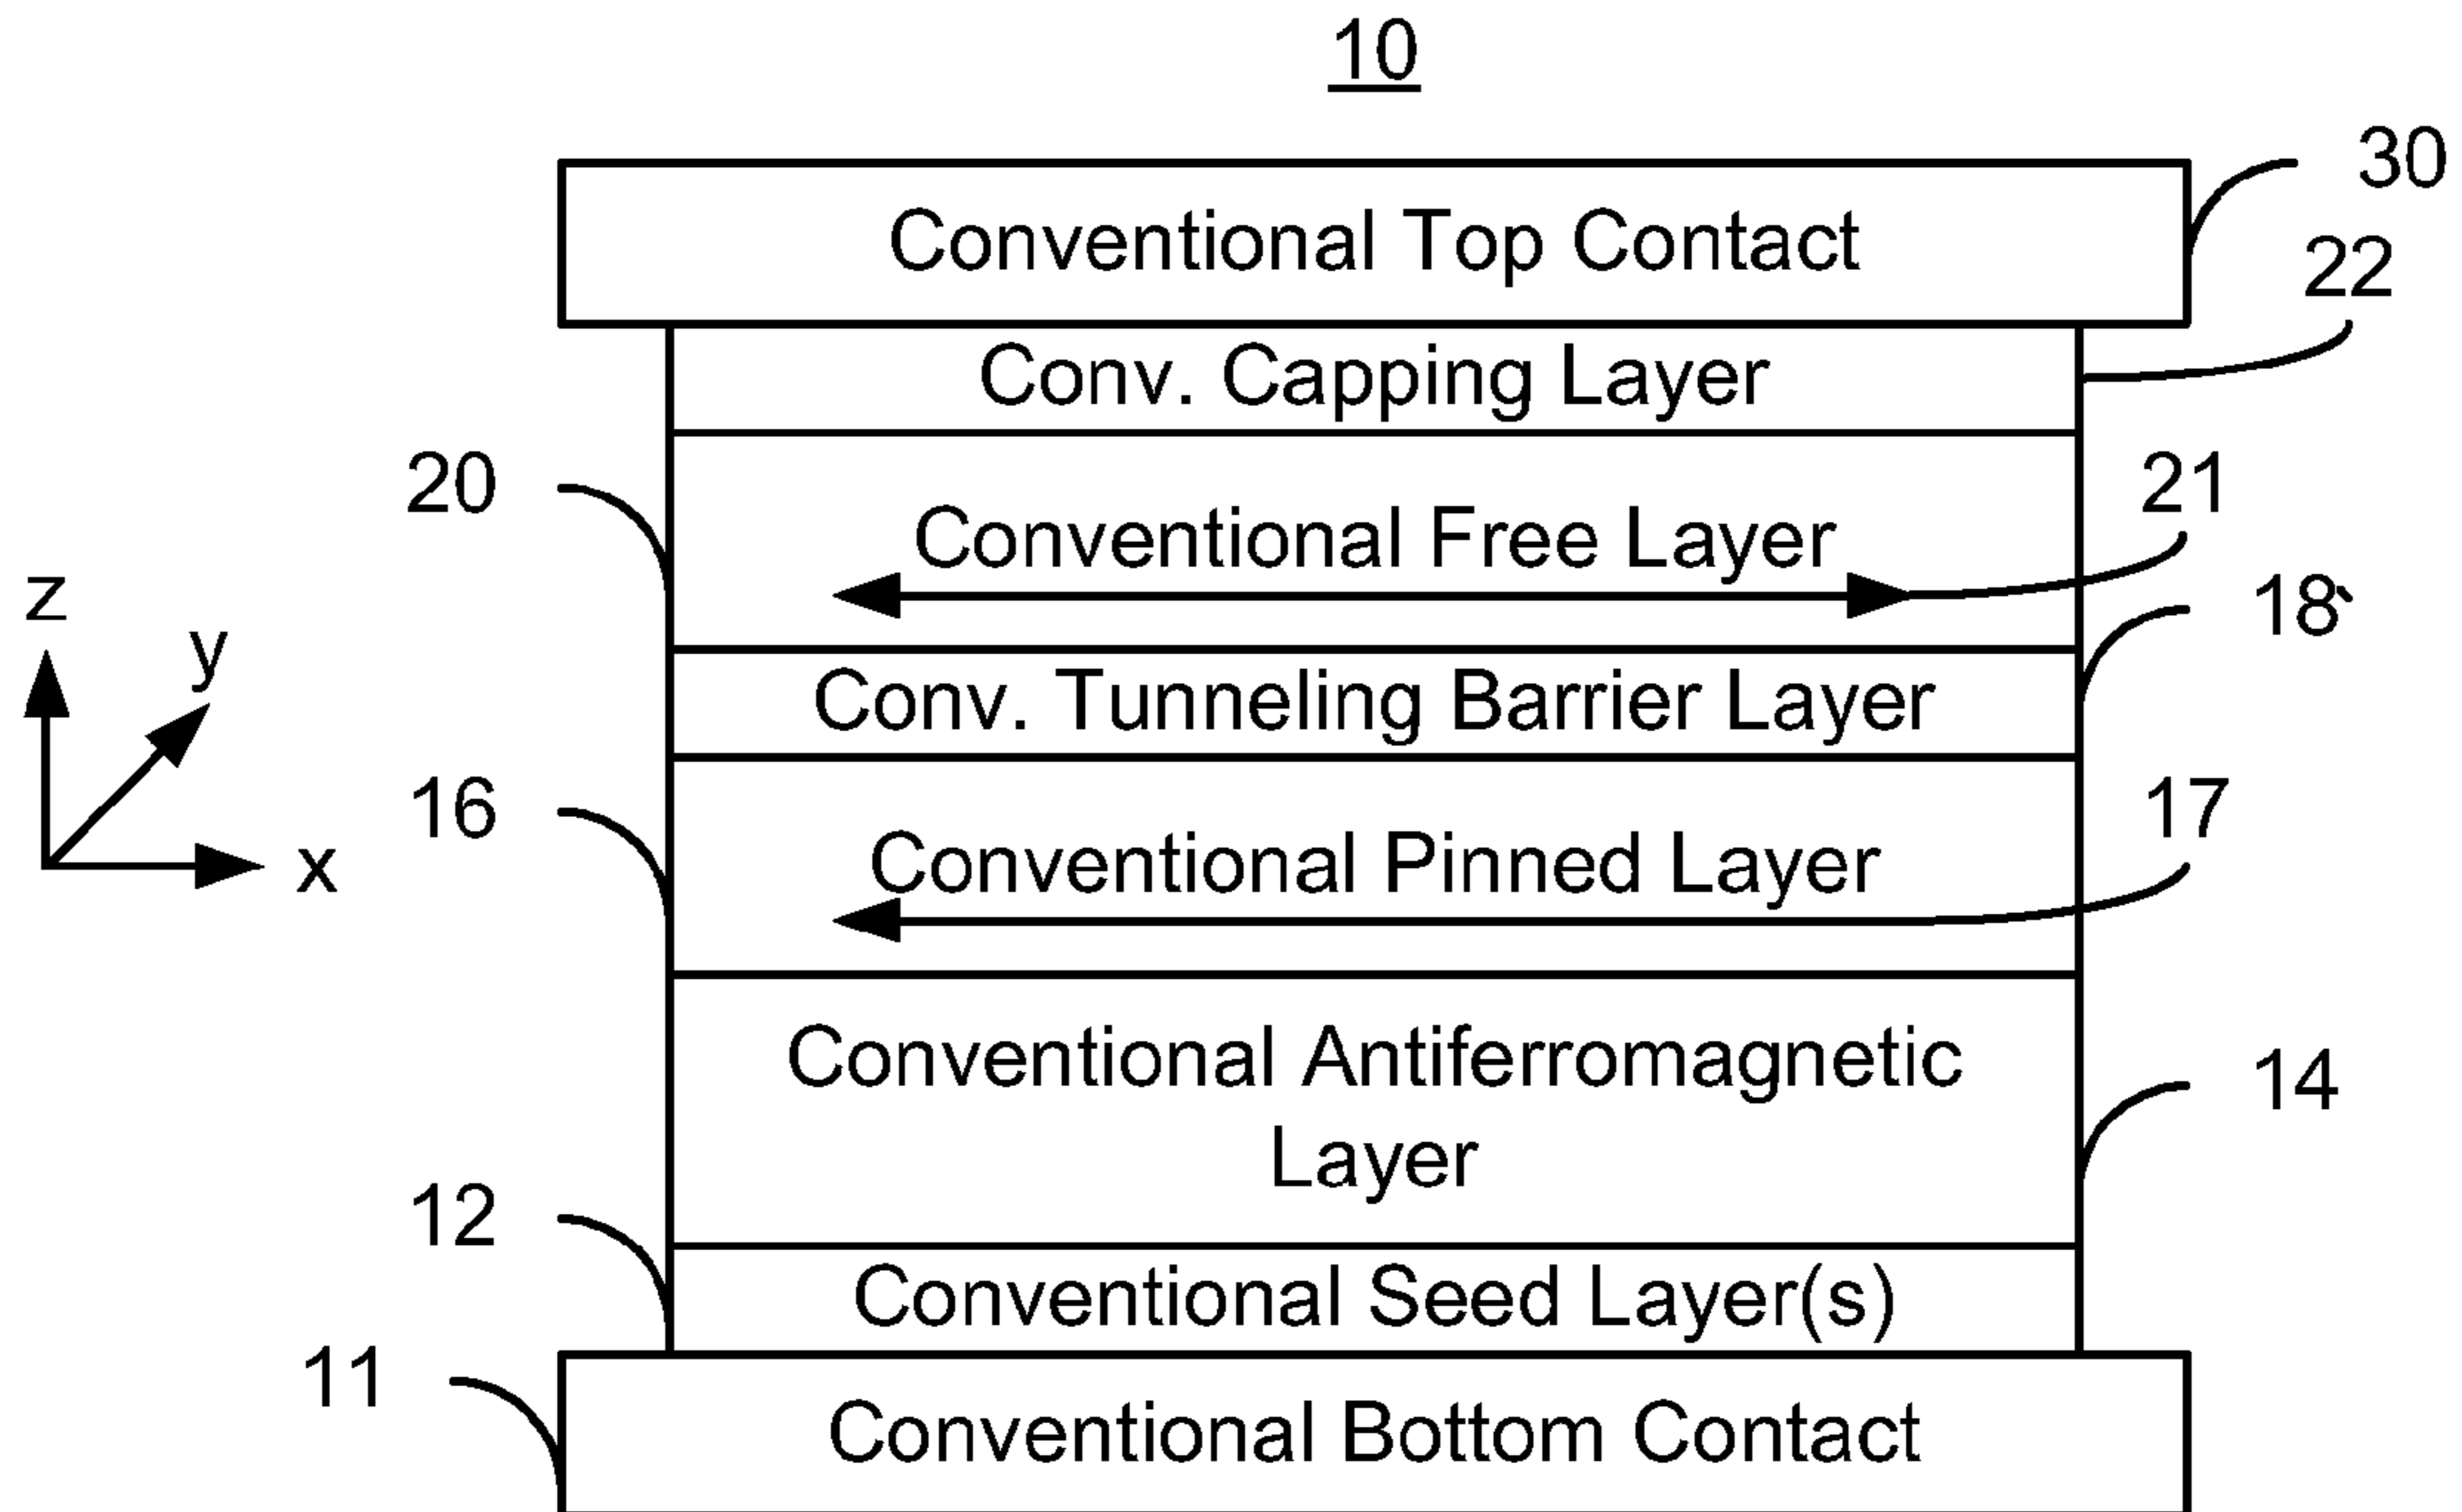 10
30
Conventional Top Contact
22
Conv. Capping Layer
20
21
Conventional Free Layer
z
18`
y
Conv. Tunneling Barrier Layer
16
17
Conventional Pinned Layer
x
Conventional Antiferromagnetic
14
Layer
12
Conventional Seed Layer(s)
11
Conventional Bottom Contact